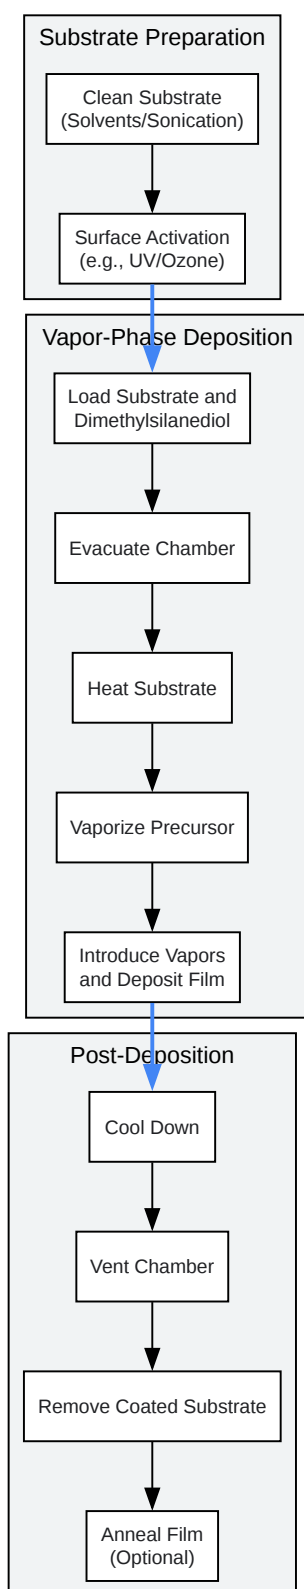 Substrate Preparation
Clean Substrate
(Solvents/Sonication)
Surface Activation
(e.g., UV/Ozone)
Vapor-Phase Deposition
Load Substrate and
Dimethylsilanediol
Evacuate Chamber
Heat Substrate
Vaporize Precursor
Introduce Vapors
and Deposit Film
Post-Deposition
Cool Down
Vent Chamber
Remove Coated Substrate
Anneal Film
(Optional)